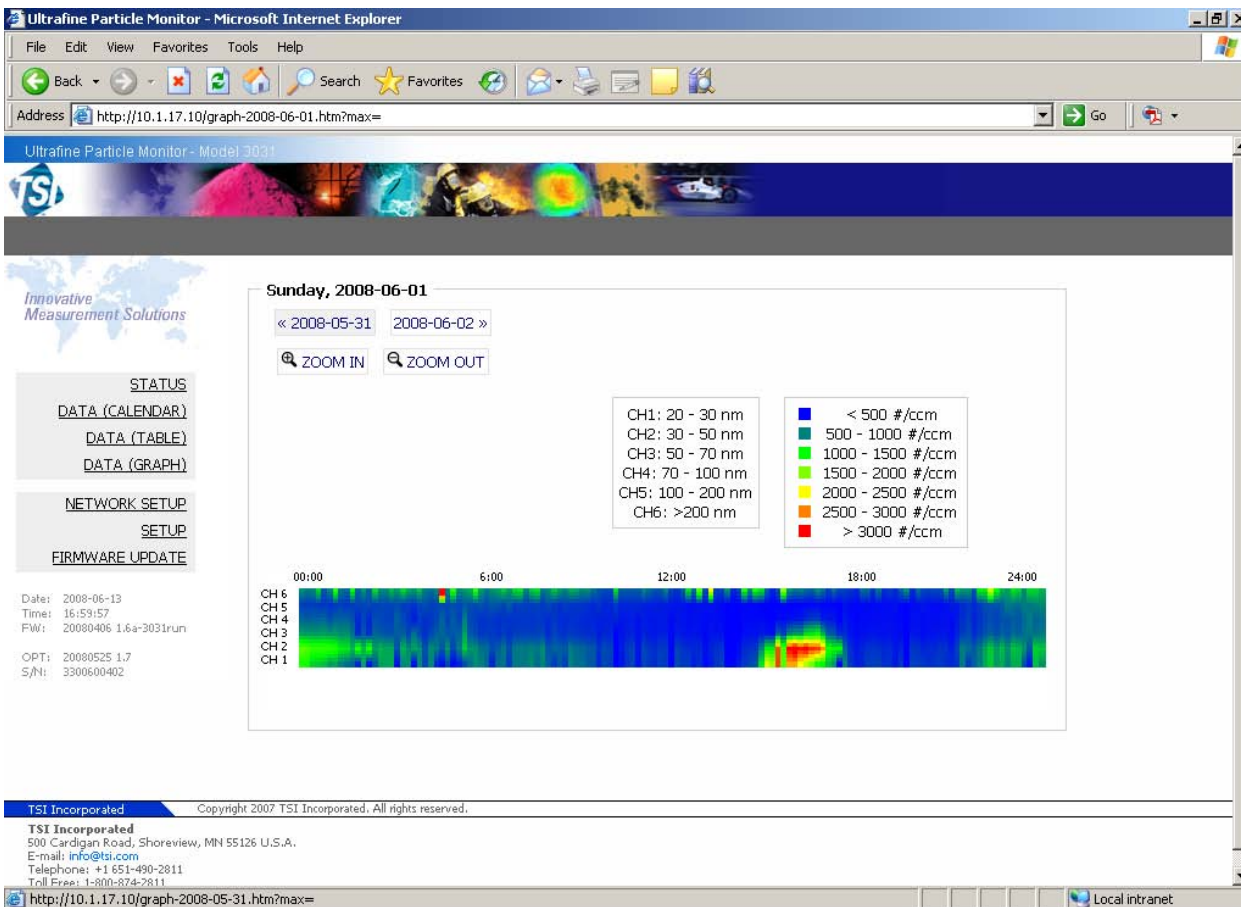 Ultrafine Particle Monitor - Microsoft Internet Explorer
File Edit View Favorites Tools Help
Back Search Favorites
Address http://10.1.17.10/graph-2008-06-01.htm?max= Go
Ultrafine Particle Monitor - Model 3031
TSI
Innovative
Measurement Solutions
STATUS
DATA (CALENDAR)
DATA (TABLE)
DATA (GRAPH)
NETWORK SETUP
SETUP
FIRMWARE UPDATE
Date: 2008-06-13
Time: 16:59:57
FW: 20080406 1.6a-3031run
OPT: 20080525 1.7
S/N: 3300600402
Sunday, 2008-06-01
« 2008-05-31 2008-06-02 »
ZOOM IN ZOOM OUT
CH1: 20 - 30 nm
CH2: 30 - 50 nm
CH3: 50 - 70 nm
CH4: 70 - 100 nm
CH5: 100 - 200 nm
CH6: >200 nm
< 500 #/ccm
500 - 1000 #/ccm
1000 - 1500 #/ccm
1500 - 2000 #/ccm
2000 - 2500 #/ccm
2500 - 3000 #/ccm
> 3000 #/ccm
00:00 6:00 12:00 18:00 24:00
CH 6
CH 5
CH 4
CH 3
CH 2
CH 1
TSI Incorporated Copyright 2007 TSI Incorporated. All rights reserved.
TSI Incorporated
500 Cardigan Road, Shoreview, MN 55126 U.S.A.
E-mail: info@tsi.com
Telephone: +1 651-490-2811
Toll Free: 1-800-874-2811
http://10.1.17.10/graph-2008-05-31.htm?max= Local intranet